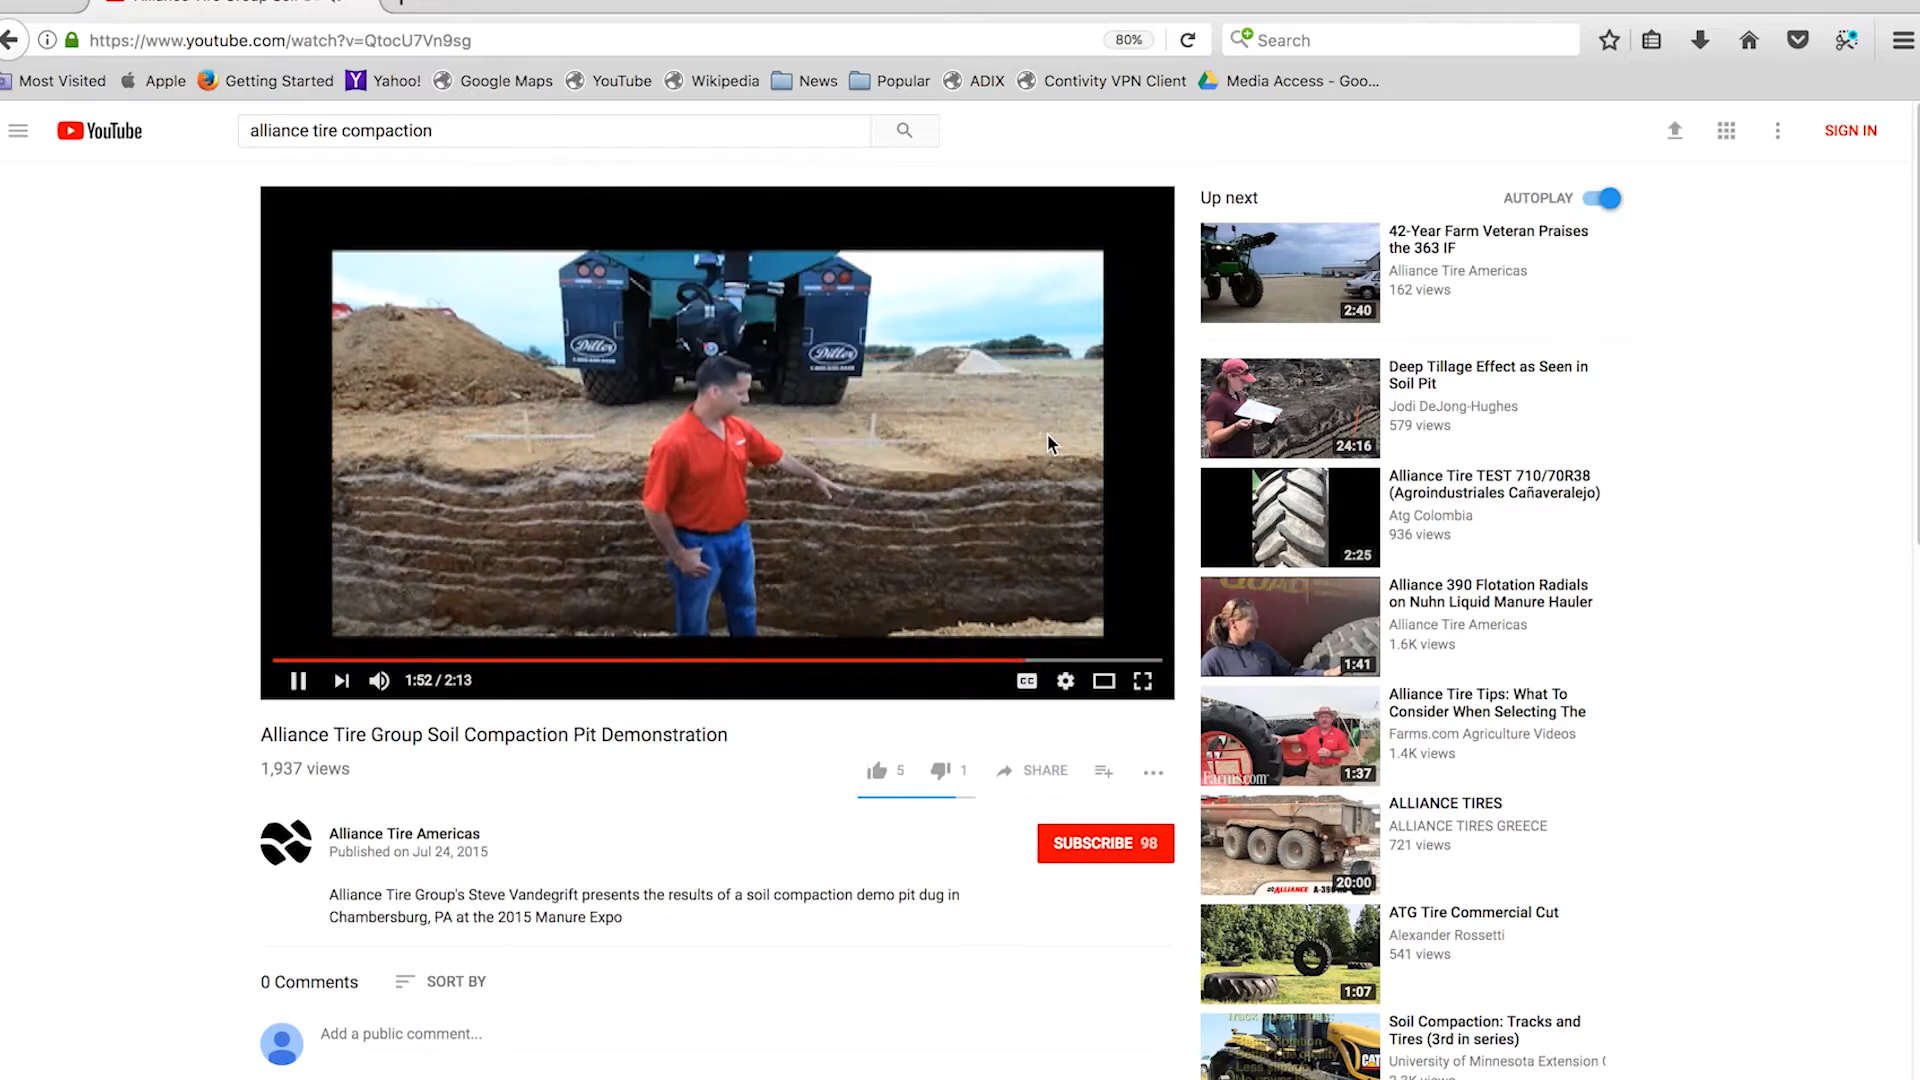 https://www.youtube.com/watch?v=QtocU7Vn9sg
80%
Search
Most Visited
Apple
Getting Started
Yahoo!
Google Maps
YouTube
Wikipedia
News
Popular
ADIX
Contivity VPN Client
Media Access - Goo...
YouTube
alliance tire compaction
SIGN IN
Diller
Diller
1:52 / 2:13
CC
Alliance Tire Group Soil Compaction Pit Demonstration
1,937 views
5
1
SHARE
Alliance Tire Americas
Published on Jul 24, 2015
SUBSCRIBE 98
Alliance Tire Group's Steve Vandegrift presents the results of a soil compaction demo pit dug in
Chambersburg, PA at the 2015 Manure Expo
0 Comments
SORT BY
Add a public comment...
Up next
AUTOPLAY
2:40
42-Year Farm Veteran Praises
the 363 IF
Alliance Tire Americas
162 views
24:16
Deep Tillage Effect as Seen in
Soil Pit
Jodi DeJong-Hughes
579 views
2:25
Alliance Tire TEST 710/70R38
(Agroindustriales Cañaveralejo)
Atg Colombia
936 views
1:41
Alliance 390 Flotation Radials
on Nuhn Liquid Manure Hauler
Alliance Tire Americas
1.6K views
Farms.com
1:37
Alliance Tire Tips: What To
Consider When Selecting The
Farms.com Agriculture Videos
1.4K views
ALLIANCE
20:00
ALLIANCE TIRES
ALLIANCE TIRES GREECE
721 views
1:07
ATG Tire Commercial Cut
Alexander Rossetti
541 views
CAT
Soil Compaction: Tracks and
Tires (3rd in series)
University of Minnesota Extension